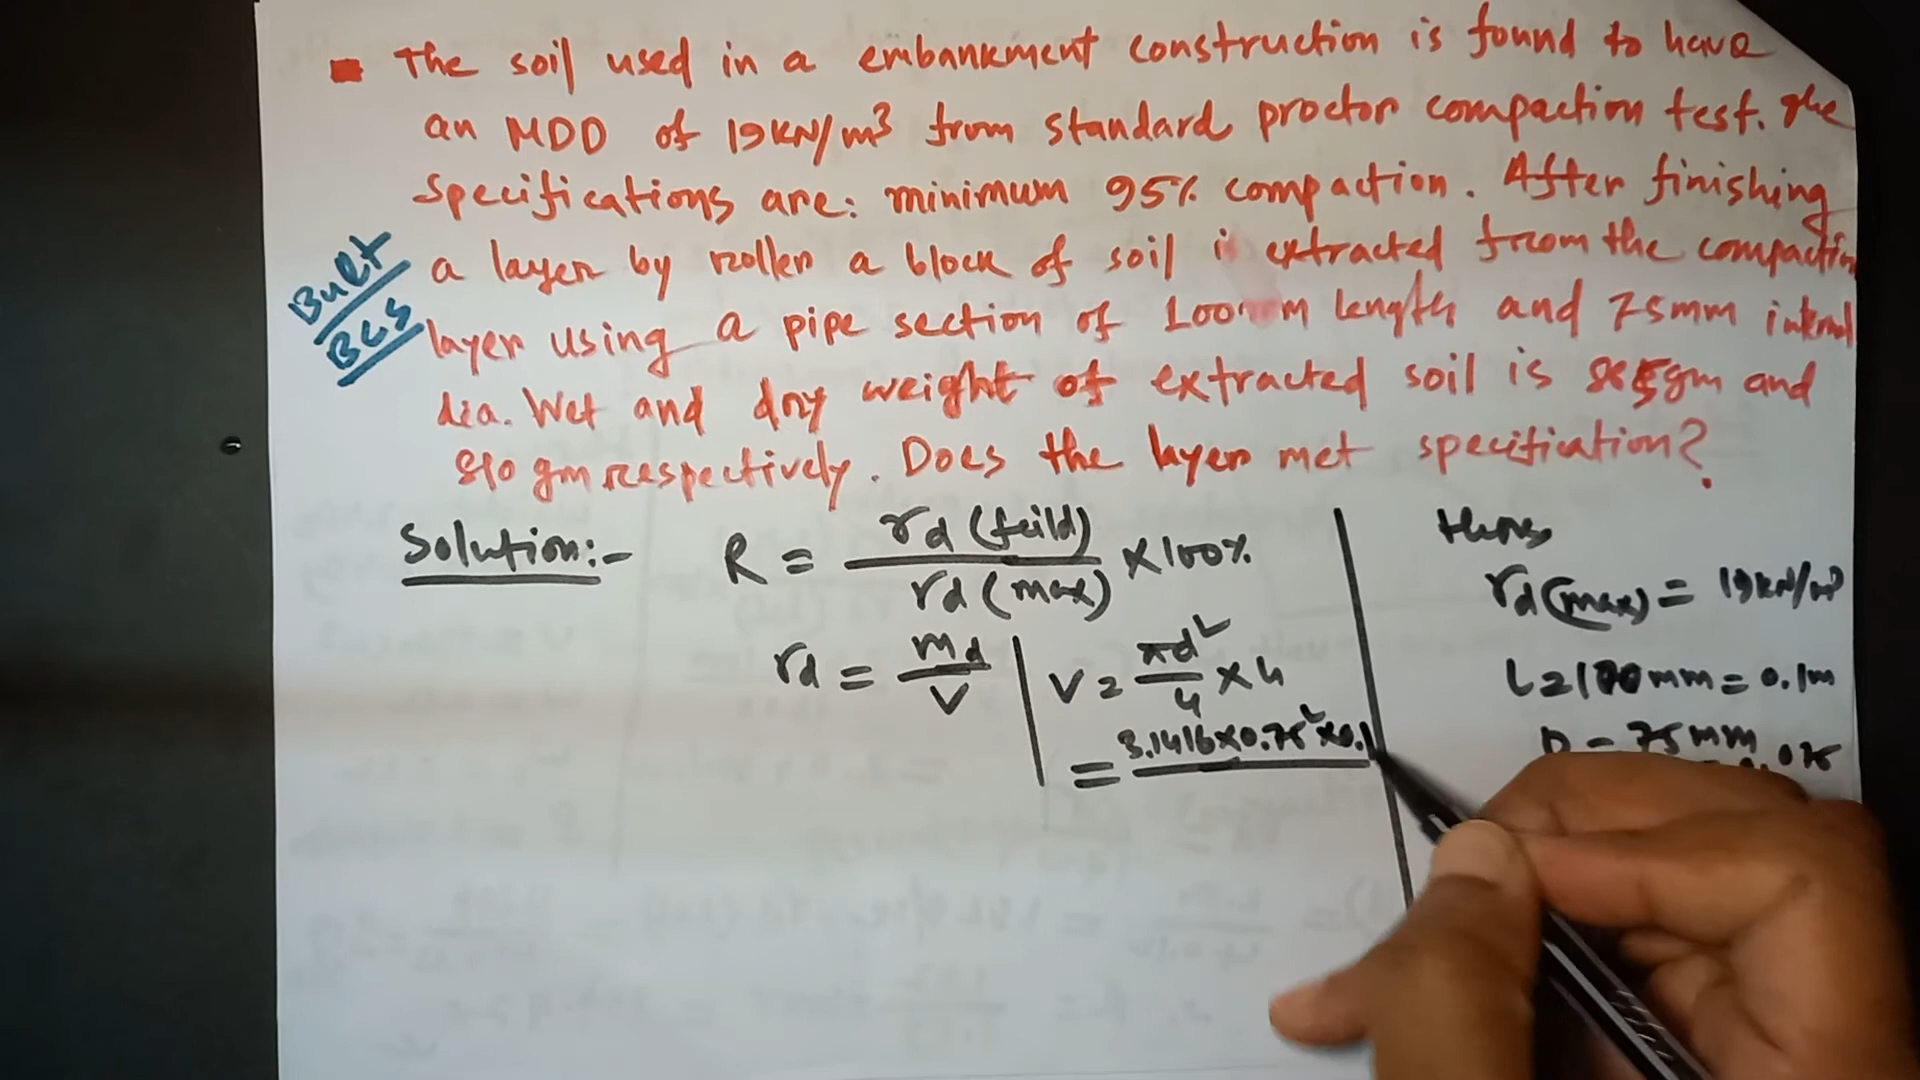 The soil used in a embankment construction is found to have
an MDD of 19kN/m³ from standard proctor compaction test. The
specifications are: minimum 95% compaction. After finishing
a layer by roller a block of soil is extracted from the compaction
layer using a pipe section of 100mm length and 75mm internal
dia. Wet and dry weight of extracted soil is gm and
810 gm respectively. Does the layer met specification?
BUET
BCS
Solution:-
R = rd (feild) / rd (max) × 100%
rd = md / V
V = πd² / 4 × h
= 3.1416×0.75²×0.1
rd(max) = 19kN/m³
L=100mm = 0.1m
D = 75mm
0.075